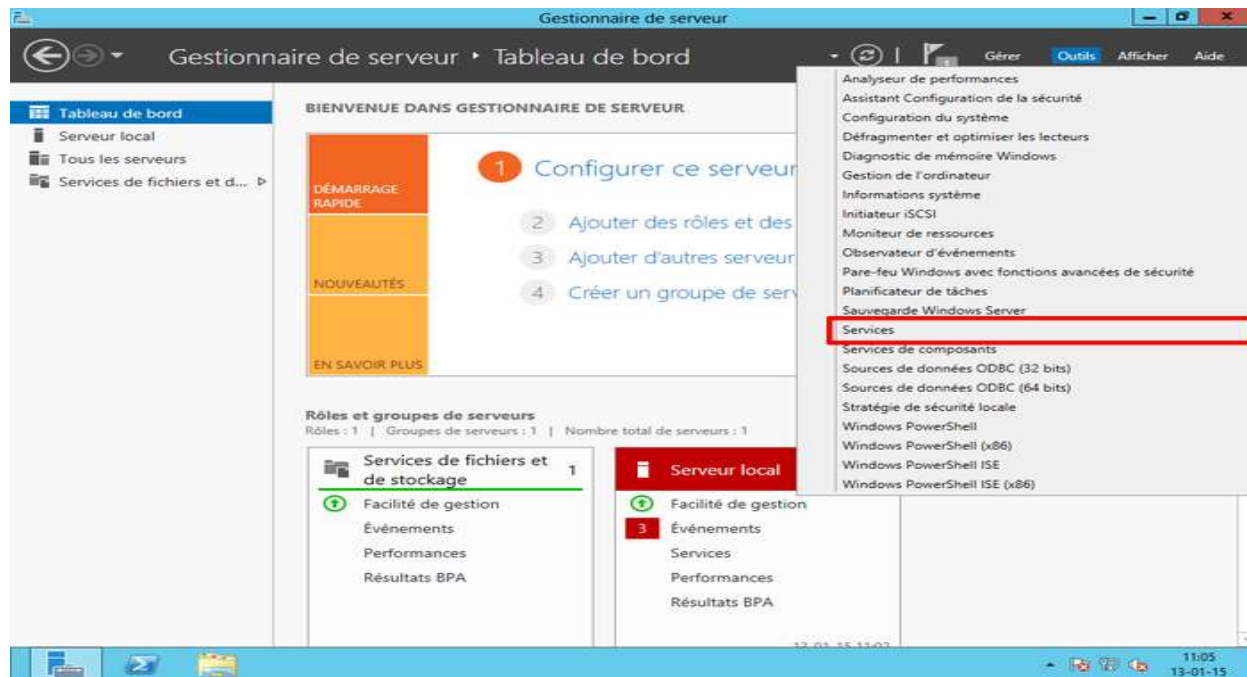 Gestionnaire de serveur
Gestionnaire de serveur • Tableau de bord
Gérer Outils Afficher Aide
1
Tableau de bord
Serveur local
Tous les serveurs
Services de fichiers et d...
BIENVENUE DANS GESTIONNAIRE DE SERVEUR
DÉMARRAGE RAPIDE
NOUVEAUTÉS
EN SAVOIR PLUS
1 Configurer ce serveur
2 Ajouter des rôles et des
3 Ajouter d'autres serveur
4 Créer un groupe de ser
Analyseur de performances
Assistant Configuration de la sécurité
Configuration du système
Défragmenter et optimiser les lecteurs
Diagnostic de mémoire Windows
Gestion de l'ordinateur
Informations système
Initiateur iSCSI
Moniteur de ressources
Observateur d'événements
Pare-feu Windows avec fonctions avancées de sécurité
Planificateur de tâches
Sauvegarde Windows Server
Services
Services de composants
Sources de données ODBC (32 bits)
Sources de données ODBC (64 bits)
Stratégie de sécurité locale
Windows PowerShell
Windows PowerShell (x86)
Windows PowerShell ISE
Windows PowerShell ISE (x86)
Rôles et groupes de serveurs
Rôles : 1 | Groupes de serveurs : 1 | Nombre total de serveurs : 1
Services de fichiers et de stockage 1
Facilité de gestion
Événements
Performances
Résultats BPA
Serveur local
Facilité de gestion
3 Événements
Services
Performances
Résultats BPA
11:05
13-01-15